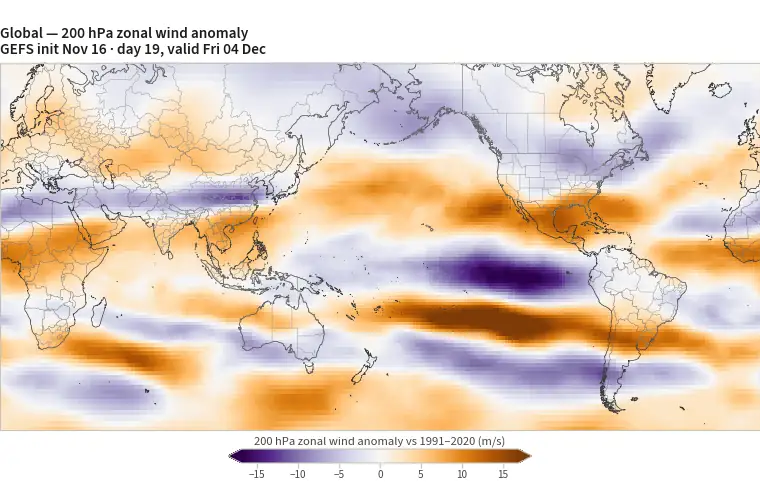 Global — 200 hPa zonal wind anomaly
GEFS init Nov 16 · day 19, valid Fri 04 Dec
200 hPa zonal wind anomaly vs 1991–2020 (m/s)
−15 −10 −5 0 5 10 15